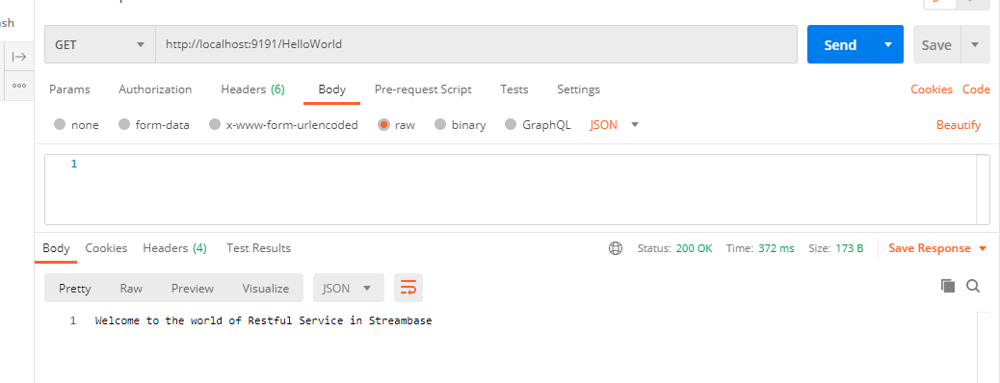 GET http://localhost:9191/HelloWorld Send Save
Params Authorization Headers (6) Body Pre-request Script Tests Settings Cookies Code
none form-data x-www-form-urlencoded raw binary GraphQL JSON Beautify
1
Body Cookies Headers (4) Test Results Status: 200 OK Time: 372 ms Size: 173 B Save Response
Pretty Raw Preview Visualize JSON
1 Welcome to the world of Restful Service in Streambase